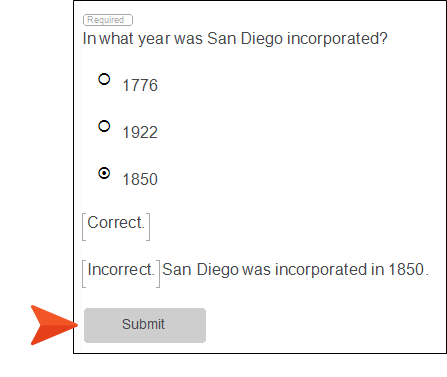 Required
In what year was San Diego incorporated?
1776
1922
1850
[Correct.]
[Incorrect.] San Diego was incorporated in 1850.
Submit